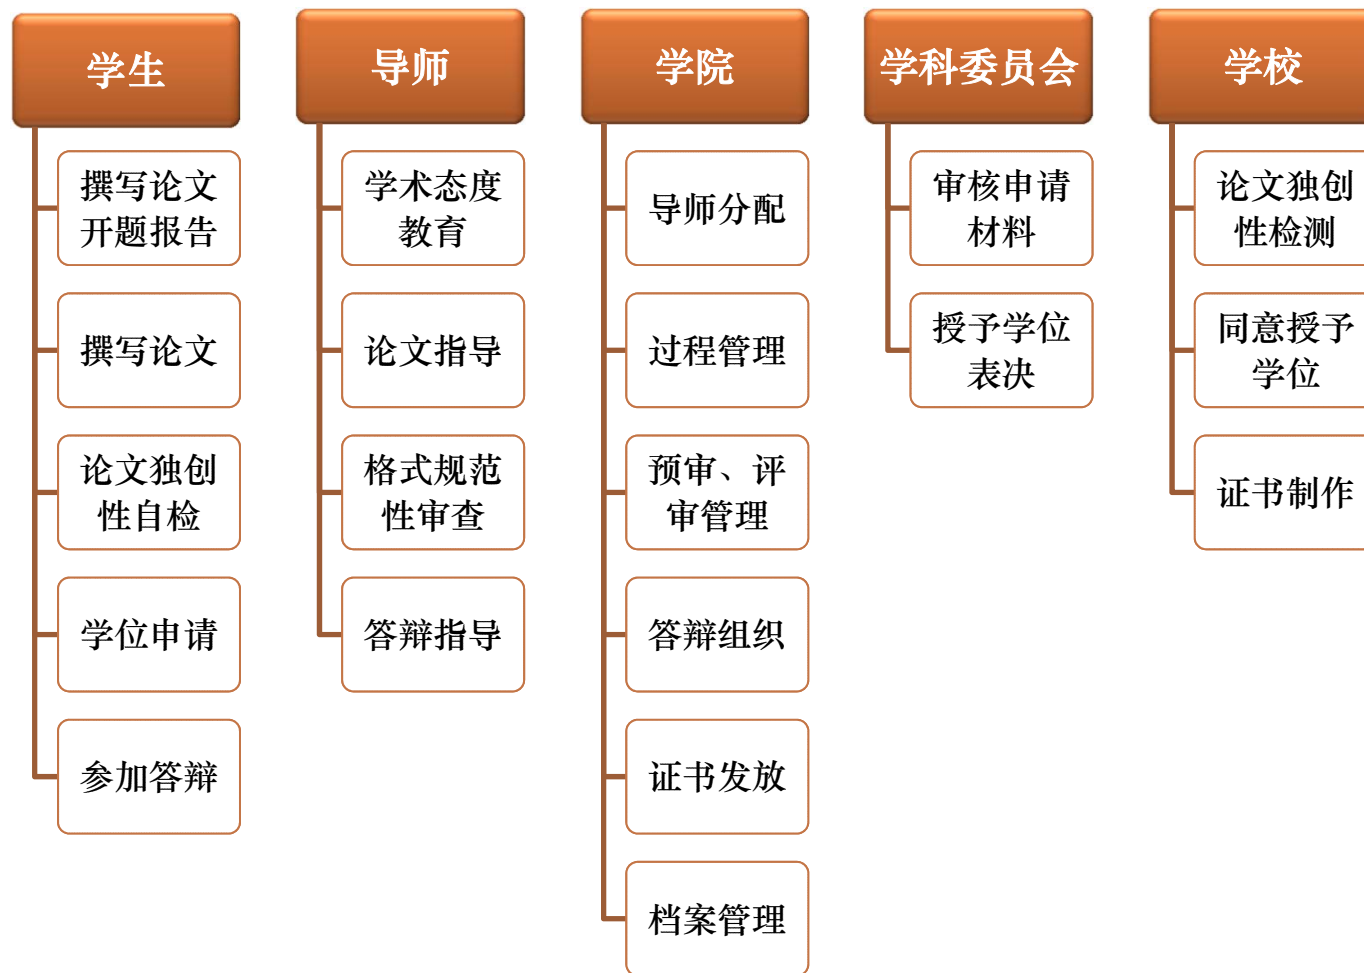 学生
撰写论文
开题报告
撰写论文
论文独创
性自检
学位申请
参加答辩
导师
学术态度
教育
论文指导
格式规范
性审查
答辩指导
学院
导师分配
过程管理
预审、评
审管理
答辩组织
证书发放
档案管理
学科委员会
审核申请
材料
授予学位
表决
学校
论文独创
性检测
同意授予
学位
证书制作